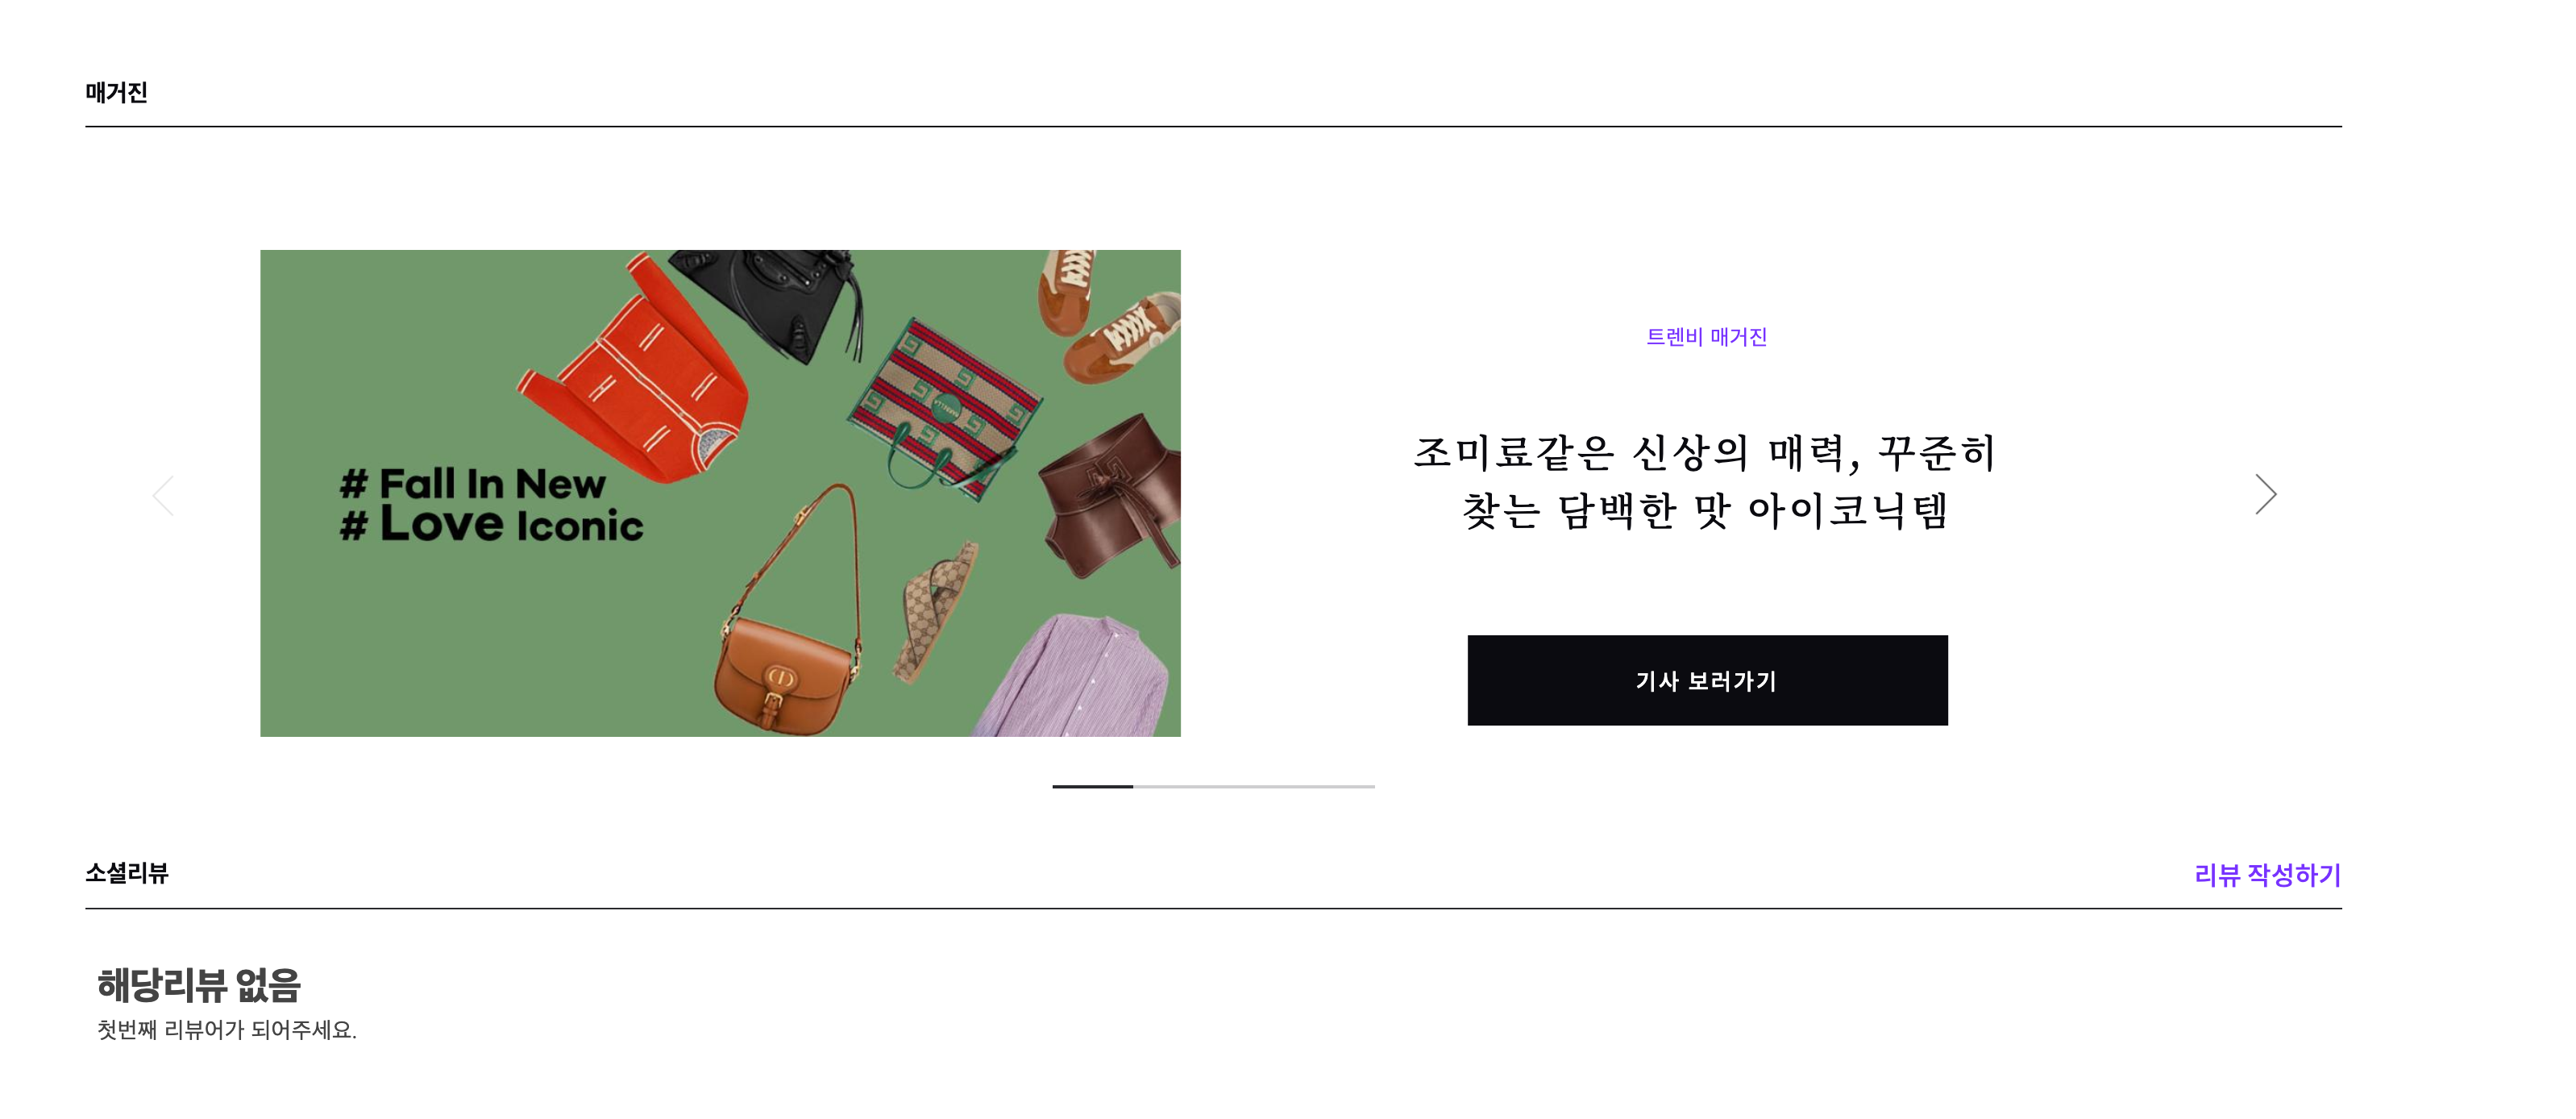 매거진
# Fall In New
# Love Iconic
트렌비 매거진
조미료같은 신상의 매력, 꾸준히
찾는 담백한 맛 아이코닉템
기사 보러가기
소셜리뷰
리뷰 작성하기
해당리뷰 없음
첫번째 리뷰어가 되어주세요.